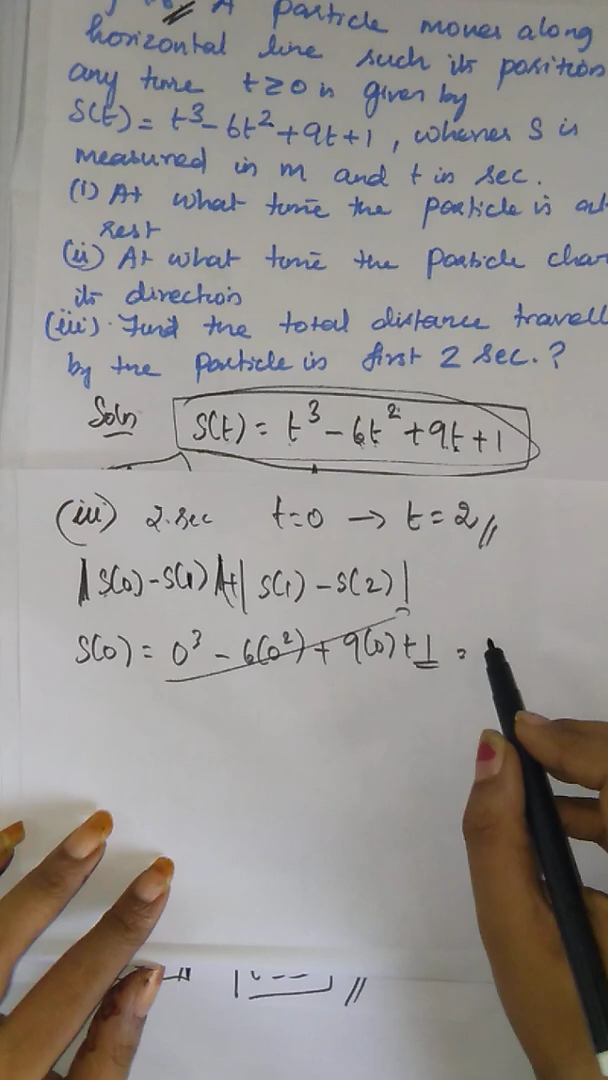 A particle moves along
horizontal line such its position
any time t≥0 is given by
S(t) = t³-6t²+9t+1, where S is
measured in m and t in sec.
(i) At what time the particle is at
rest
(ii) At what time the particle chan
its direction
(iii) Find the total distance travell
by the particle in first 2 sec.?
Soln S(t) = t³-6t²+9t+1
(iii) 2.sec t=0 → t=2//
|S(0)-S(1)|+|S(1)-S(2)|
S(0) = 0³-6(0²)+9(0)+1 =